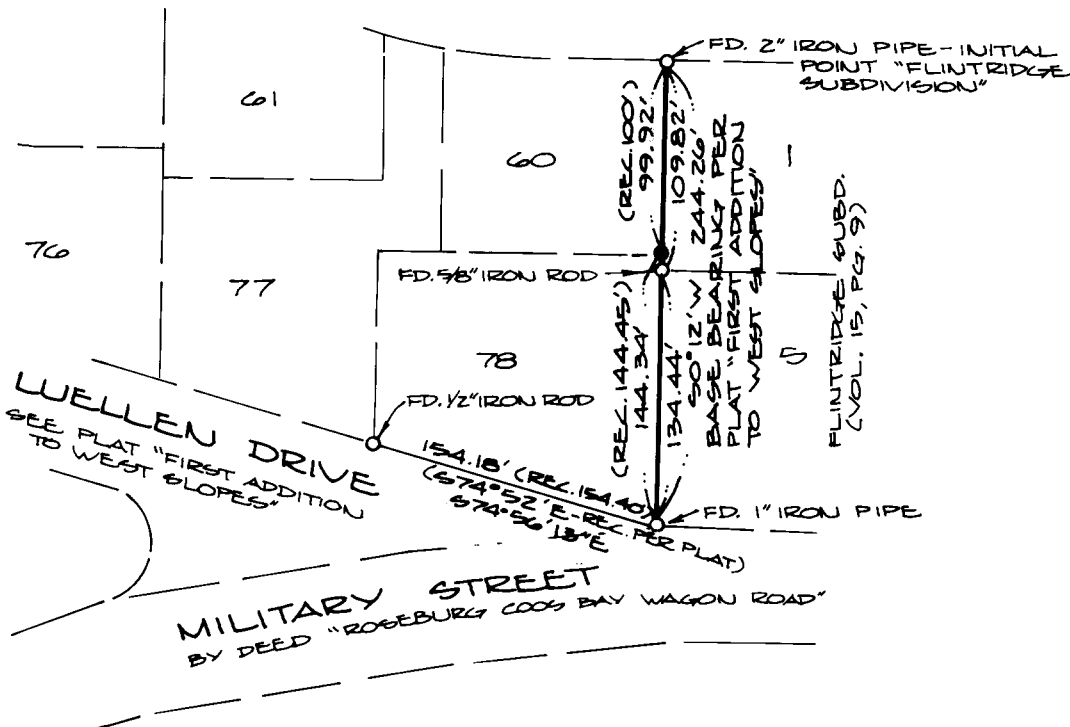 FD. 2" IRON PIPE - INITIAL
POINT "FLINTRIDGE
SUBDIVISION"
61
60
1
(REC. 100')
99.92'
109.82'
244.26'
S0°12'W
BASE BEARING PER
PLAT "FIRST ADDITION
TO WEST SLOPES"
FLINTRIDGE SUBD.
(VOL. 15, PG. 9)
76
77
FD. 5/8" IRON ROD
78
5
(REC. 144.45')
144.34'
134.44'
FD. 1/2" IRON ROD
LUELLEN DRIVE
SEE PLAT "FIRST ADDITION
TO WEST SLOPES"
154.18' (REC. 154.40')
(S74°52'E - REC. PER PLAT)
S74°56'13"E
FD. 1" IRON PIPE
MILITARY STREET
BY DEED "ROSEBURG COOS BAY WAGON ROAD"